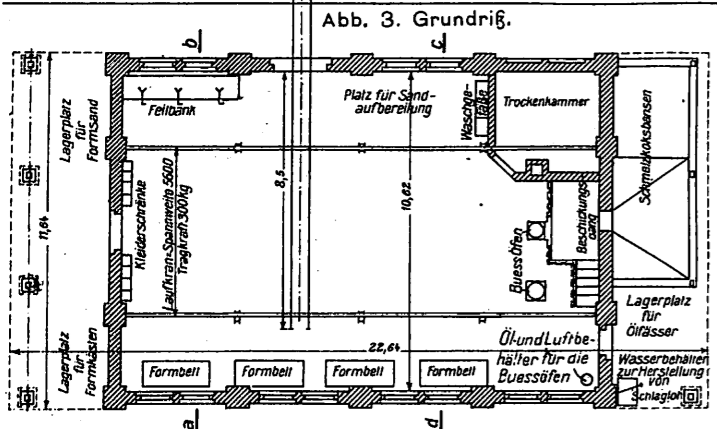 Abb. 3. Grundriß.
b
c
Lagerplatz
für
Formsand
Feilbank
Platz für Sand-
aufbereitung
Waschge-
fäße
Trockenkammer
Schmelzkoksbansen
11,64
Kleiderschränke
Laufkran-Spannweite 5600
Tragkraft 300kg
8,5
10,62
Buessöfen
Beschickungs
gang
Lagerplatz
für
Ölfässer
Lagerplatz
für
Formkästen
22,64
Öl-und Luftbe-
hälter für die
Buessöfen
Wasserbehälter
zur Herstellung
von
Schlaglot
Formbett
Formbett
Formbett
Formbett
a
d